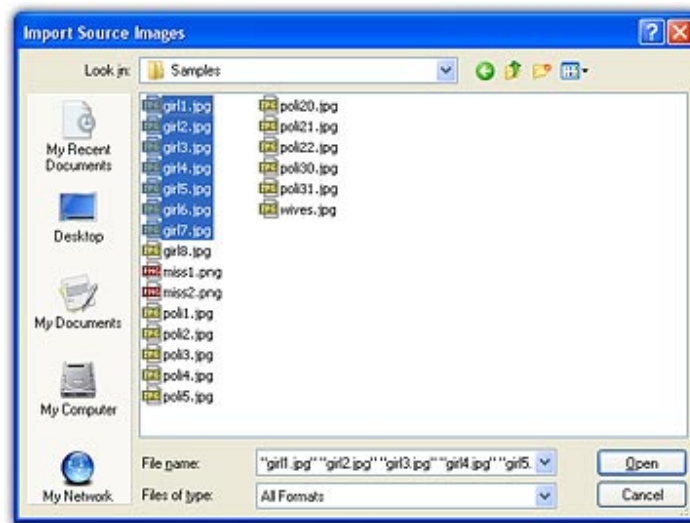 Import Source Images
Look in:
Samples
My Recent
Documents
Desktop
My Documents
My Computer
My Network
girl1.jpg
girl2.jpg
girl3.jpg
girl4.jpg
girl5.jpg
girl6.jpg
girl7.jpg
girl8.jpg
miss1.png
miss2.png
poli1.jpg
poli2.jpg
poli3.jpg
poli4.jpg
poli5.jpg
poli20.jpg
poli21.jpg
poli22.jpg
poli30.jpg
poli31.jpg
wives.jpg
File name:
"girl1.jpg" "girl2.jpg" "girl3.jpg" "girl4.jpg" "girl5.
Open
Files of type:
All Formats
Cancel